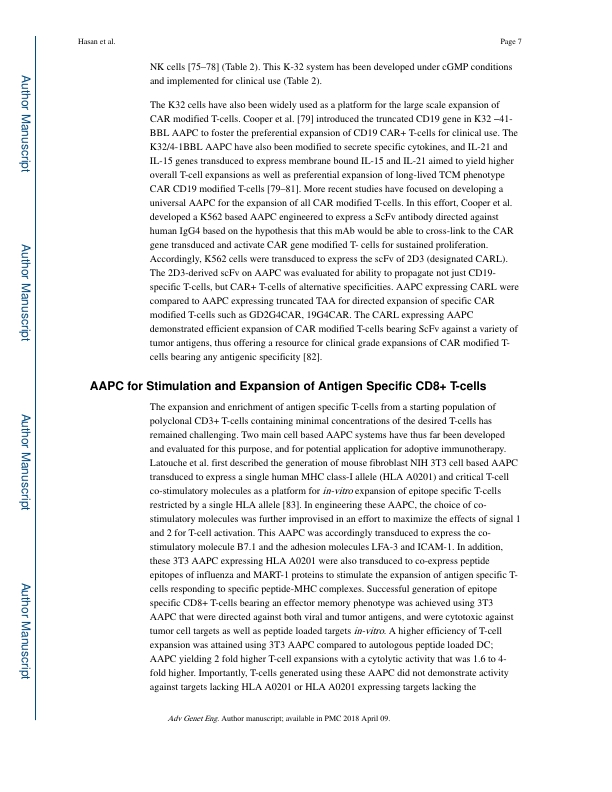 Hasan et al.
Page 7
NK cells [75–78] (Table 2). This K-32 system has been developed under cGMP conditions
and implemented for clinical use (Table 2).
The K32 cells have also been widely used as a platform for the large scale expansion of
CAR modified T-cells. Cooper et al. [79] introduced the truncated CD19 gene in K32 –41-
BBL AAPC to foster the preferential expansion of CD19 CAR+ T-cells for clinical use. The
K32/4-1BBL AAPC have also been modified to secrete specific cytokines, and IL-21 and
IL-15 genes transduced to express membrane bound IL-15 and IL-21 aimed to yield higher
overall T-cell expansions as well as preferential expansion of long-lived TCM phenotype
CAR CD19 modified T-cells [79–81]. More recent studies have focused on developing a
universal AAPC for the expansion of all CAR modified T-cells. In this effort, Cooper et al.
developed a K562 based AAPC engineered to express a ScFv antibody directed against
human IgG4 based on the hypothesis that this mAb would be able to cross-link to the CAR
gene transduced and activate CAR gene modified T- cells for sustained proliferation.
Accordingly, K562 cells were transduced to express the scFv of 2D3 (designated CARL).
The 2D3-derived scFv on AAPC was evaluated for ability to propagate not just CD19-
specific T-cells, but CAR+ T-cells of alternative specificities. AAPC expressing CARL were
compared to AAPC expressing truncated TAA for directed expansion of specific CAR
modified T-cells such as GD2G4CAR, 19G4CAR. The CARL expressing AAPC
demonstrated efficient expansion of CAR modified T-cells bearing ScFv against a variety of
tumor antigens, thus offering a resource for clinical grade expansions of CAR modified T-
cells bearing any antigenic specificity [82].
AAPC for Stimulation and Expansion of Antigen Specific CD8+ T-cells
The expansion and enrichment of antigen specific T-cells from a starting population of
polyclonal CD3+ T-cells containing minimal concentrations of the desired T-cells has
remained challenging. Two main cell based AAPC systems have thus far been developed
and evaluated for this purpose, and for potential application for adoptive immunotherapy.
Latouche et al. first described the generation of mouse fibroblast NIH 3T3 cell based AAPC
transduced to express a single human MHC class-I allele (HLA A0201) and critical T-cell
co-stimulatory molecules as a platform for in-vitro expansion of epitope specific T-cells
restricted by a single HLA allele [83]. In engineering these AAPC, the choice of co-
stimulatory molecules was further improvised in an effort to maximize the effects of signal 1
and 2 for T-cell activation. This AAPC was accordingly transduced to express the co-
stimulatory molecule B7.1 and the adhesion molecules LFA-3 and ICAM-1. In addition,
these 3T3 AAPC expressing HLA A0201 were also transduced to co-express peptide
epitopes of influenza and MART-1 proteins to stimulate the expansion of antigen specific T-
cells responding to specific peptide-MHC complexes. Successful generation of epitope
specific CD8+ T-cells bearing an effector memory phenotype was achieved using 3T3
AAPC that were directed against both viral and tumor antigens, and were cytotoxic against
tumor cell targets as well as peptide loaded targets in-vitro. A higher efficiency of T-cell
expansion was attained using 3T3 AAPC compared to autologous peptide loaded DC;
AAPC yielding 2 fold higher T-cell expansions with a cytolytic activity that was 1.6 to 4-
fold higher. Importantly, T-cells generated using these AAPC did not demonstrate activity
against targets lacking HLA A0201 or HLA A0201 expressing targets lacking the
Adv Genet Eng. Author manuscript; available in PMC 2018 April 09.
Author Manuscript
Author Manuscript
Author Manuscript
Author Manuscript